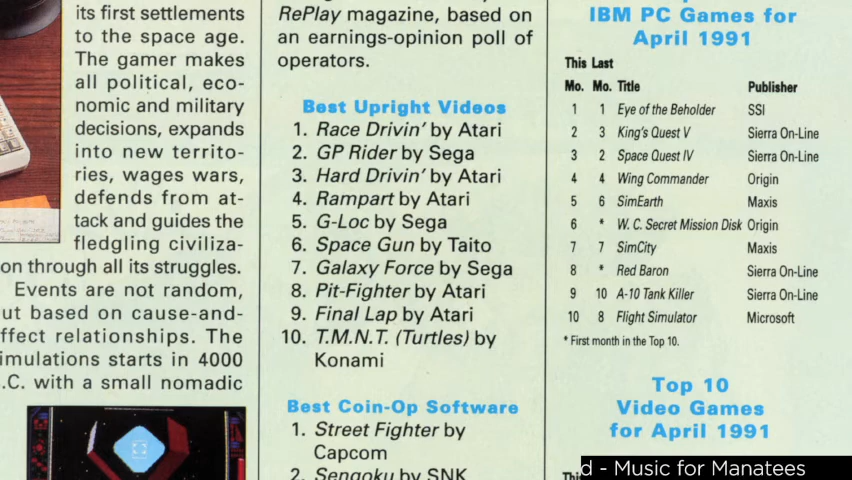 its first settlements
to the space age.
The gamer makes
all political, eco-
nomic and military
decisions, expands
into new territo-
ries, wages wars,
defends from at-
tack and guides the
fledgling civiliza-
on through all its struggles.
Events are not random,
ut based on cause-and-
ffect relationships. The
imulations starts in 4000
.C. with a small nomadic
RePlay magazine, based on
an earnings-opinion poll of
operators.
Best Upright Videos
1. Race Drivin' by Atari
2. GP Rider by Sega
3. Hard Drivin' by Atari
4. Rampart by Atari
5. G-Loc by Sega
6. Space Gun by Taito
7. Galaxy Force by Sega
8. Pit-Fighter by Atari
9. Final Lap by Atari
10. T.M.N.T. (Turtles) by
Konami
Best Coin-Op Software
1. Street Fighter by
Capcom
2. Sengoku by SNK
IBM PC Games for
April 1991
This Last
Mo. Mo. Title Publisher
1 1 Eye of the Beholder SSI
2 3 King's Quest V Sierra On-Line
3 2 Space Quest IV Sierra On-Line
4 4 Wing Commander Origin
5 6 SimEarth Maxis
6 * W. C. Secret Mission Disk Origin
7 7 SimCity Maxis
8 * Red Baron Sierra On-Line
9 10 A-10 Tank Killer Sierra On-Line
10 8 Flight Simulator Microsoft
* First month in the Top 10.
Top 10
Video Games
for April 1991
d - Music for Manatees